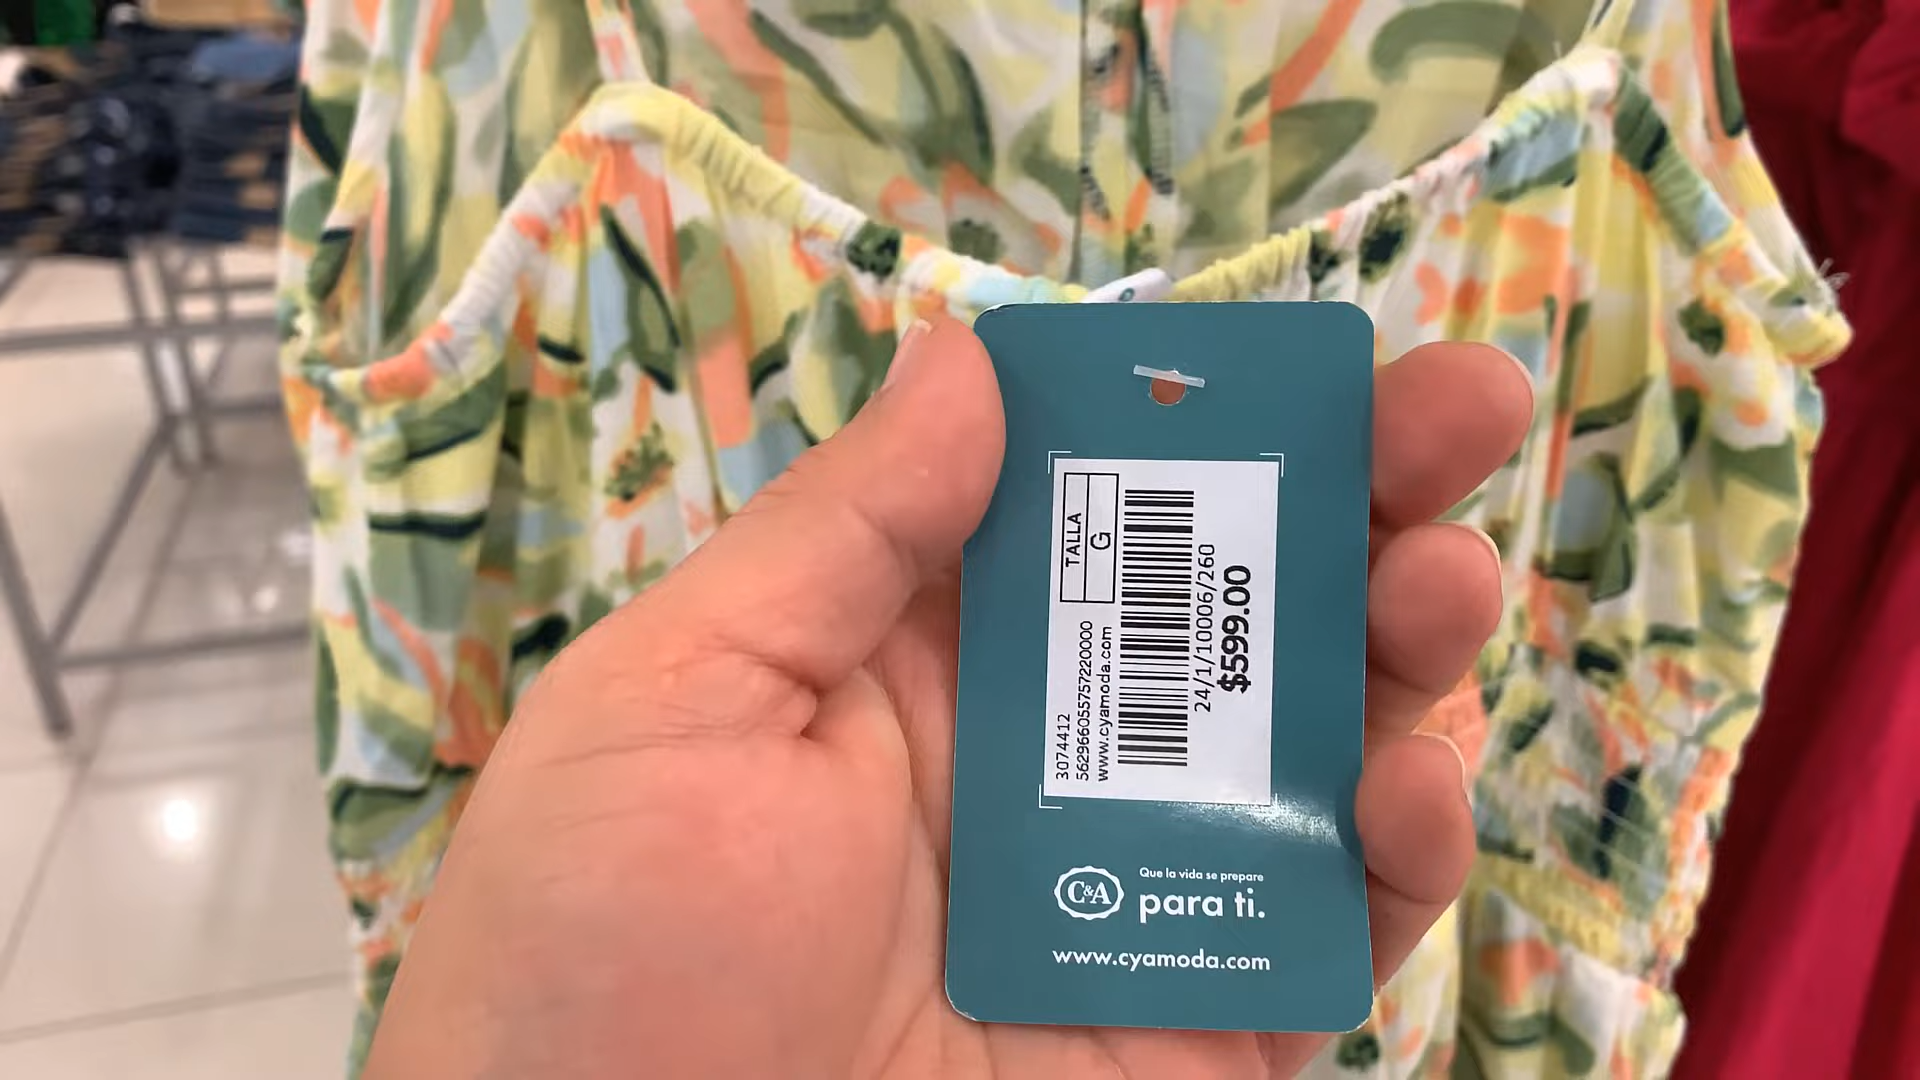 TALLA
G
3074412
562966055757220000
www.cyamoda.com
24/1/10006/260
$599.00
C&A
Que la vida se prepare
para ti.
www.cyamoda.com